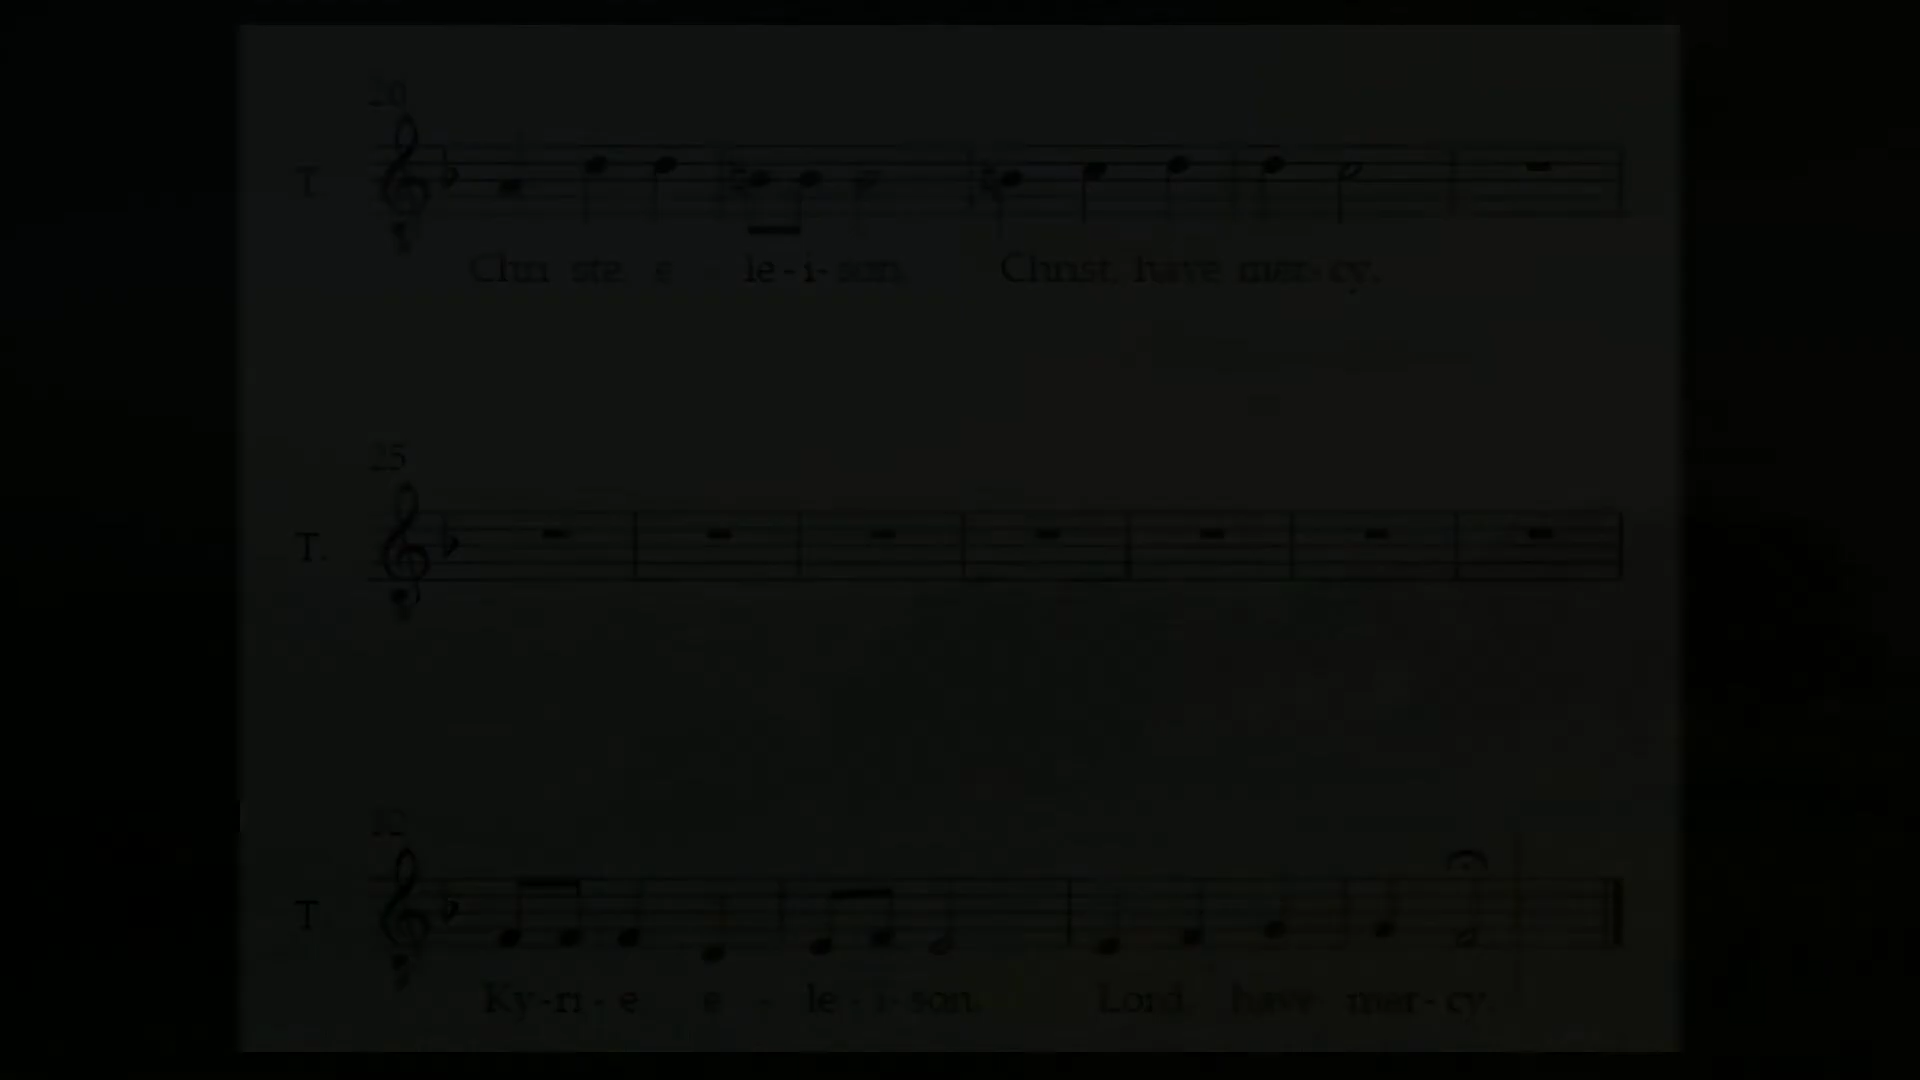 20
T.
Chri ste e - le - i - son. Christ, have mer - cy.
25
T.
32
T.
Ky - ri - e e - le - i - son. Lord, have mer - cy.